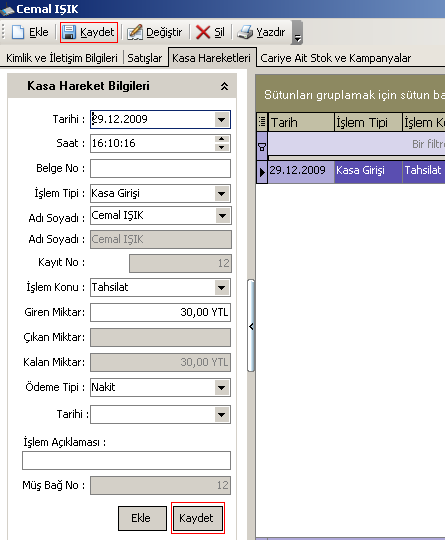 Cemal IŞIK
Ekle Kaydet Değiştir Sil Yazdır
Kimlik ve İletişim Bilgileri Satışlar Kasa Hareketleri Cariye Ait Stok ve Kampanyalar
Kasa Hareket Bilgileri
Tarihi : 29.12.2009
Saat : 16:10:16
Belge No :
İşlem Tipi : Kasa Girişi
Adı Soyadı : Cemal IŞIK
Adı Soyadı : Cemal IŞIK
Kayıt No : 12
İşlem Konu : Tahsilat
Giren Miktar: 30,00 YTL
Çıkan Miktar:
Kalan Miktar: 30,00 YTL
Ödeme Tipi : Nakit
Tarihi :
İşlem Açıklaması :
Müş Bağ No : 12
Ekle Kaydet
Sütunları gruplamak için sütun ba
Tarih İşlem Tipi İşlem Ko
Bir filtr
29.12.2009 Kasa Girişi Tahsilat